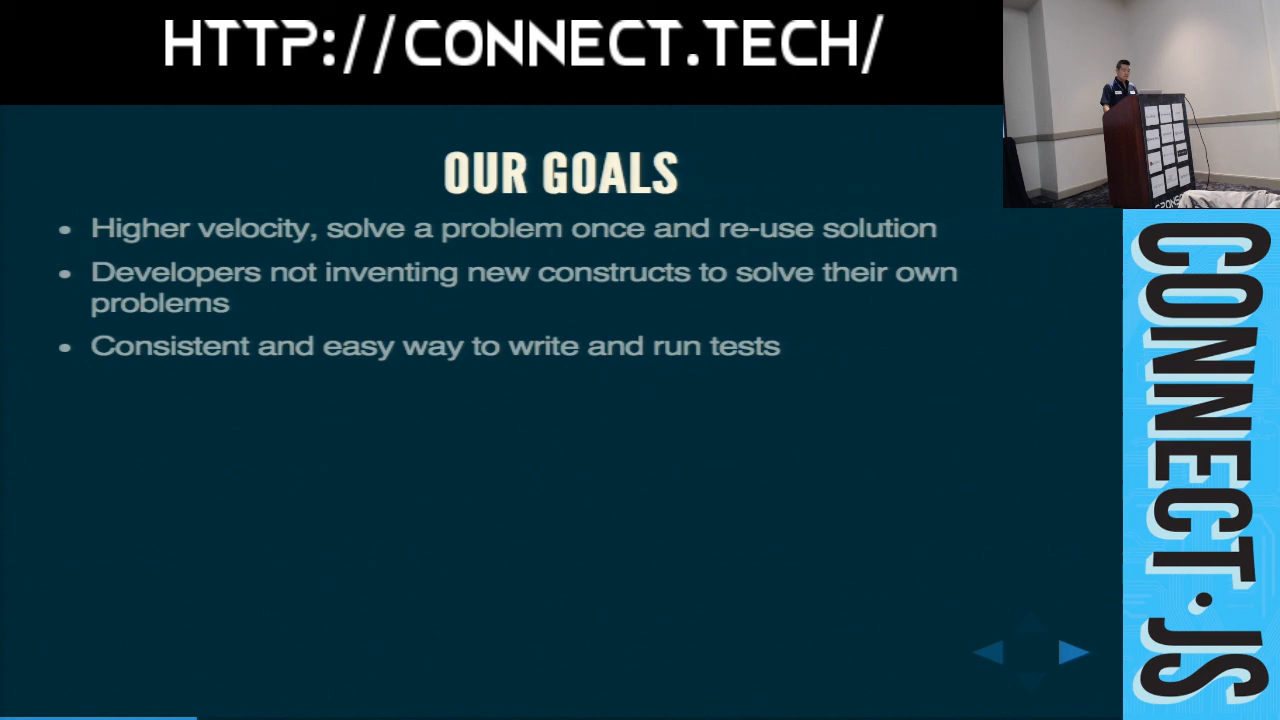 HTTP://CONNECT.TECH/
OUR GOALS
• Higher velocity, solve a problem once and re-use solution
• Developers not inventing new constructs to solve their own
problems
• Consistent and easy way to write and run tests
CONNECT.JS